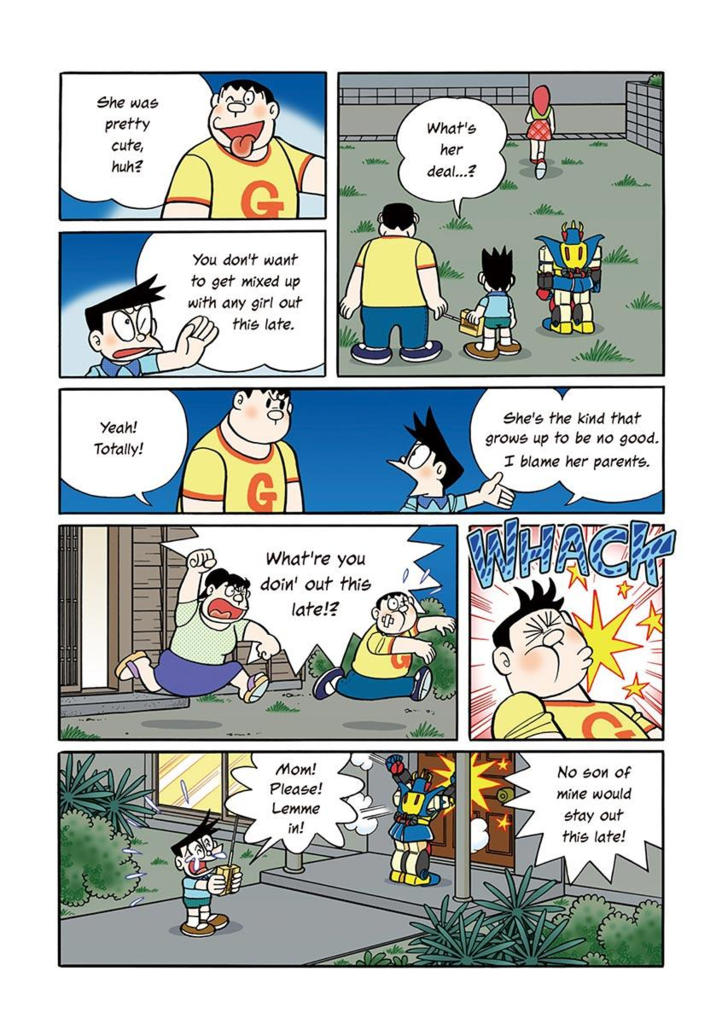 What's
her
deal...?
She was
pretty
cute,
huh?
G
You don't want
to get mixed up
with any girl out
this late.
She's the kind that
grows up to be no good.
I blame her parents.
Yeah!
Totally!
G
WHACK
G
What're you
doin' out this
late!?
G
No son of
mine would
stay out
this late!
Mom!
Please!
Lemme
in!